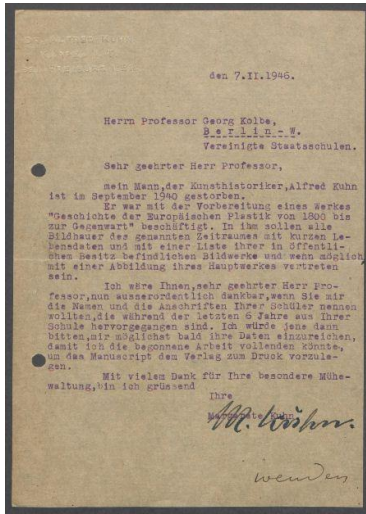 den 7.II.1946.
Herrn Professor Georg Kolbe,
Berlin-W.
Vereinigte Staatsschulen.
Sehr geehrter Herr Professor,
mein Mann,der Kunsthistoriker,Alfred Kuhn
ist im September 1940 gestorben.
Er war mit der Vorbereitung eines Werkes
"Geschichte der Europäischen Plastik von 1800 bis
zur Gegenwart" beschäftigt. In ihm sollen alle
Bildhauer des genannten Zeitraumes mit kurzen Le-
bensdaten und mit einer Liste ihrer in öffentli-
chen Besitz befindlichen Bildwerke und wenn möglich
mit einer Abbildung ihres Hauptwerkes vertreten
sein.
Ich wäre Ihnen,sehr geehrter Herr Pro-
fessor,nun ausserordentlich dankbar,wenn Sie mir
die Namen und die Anschriften Ihrer Schüler nennen
wollten,die während der letzten 6 Jahre aus Ihrer
Schule hervorgegangen sind. Ich würde jene dann
bitten,mir möglichst bald ihre Daten einzureichen,
damit ich die begonnene Arbeit vollenden könnte,
um das Manuscript dem Verlag zum Druck vorzule-
gen.
Mit vielem Dank für Ihre besondere Mühe-
waltung,bin ich grüssend
Ihre
Margarete Kuhn
M. Kuhn.
wenden